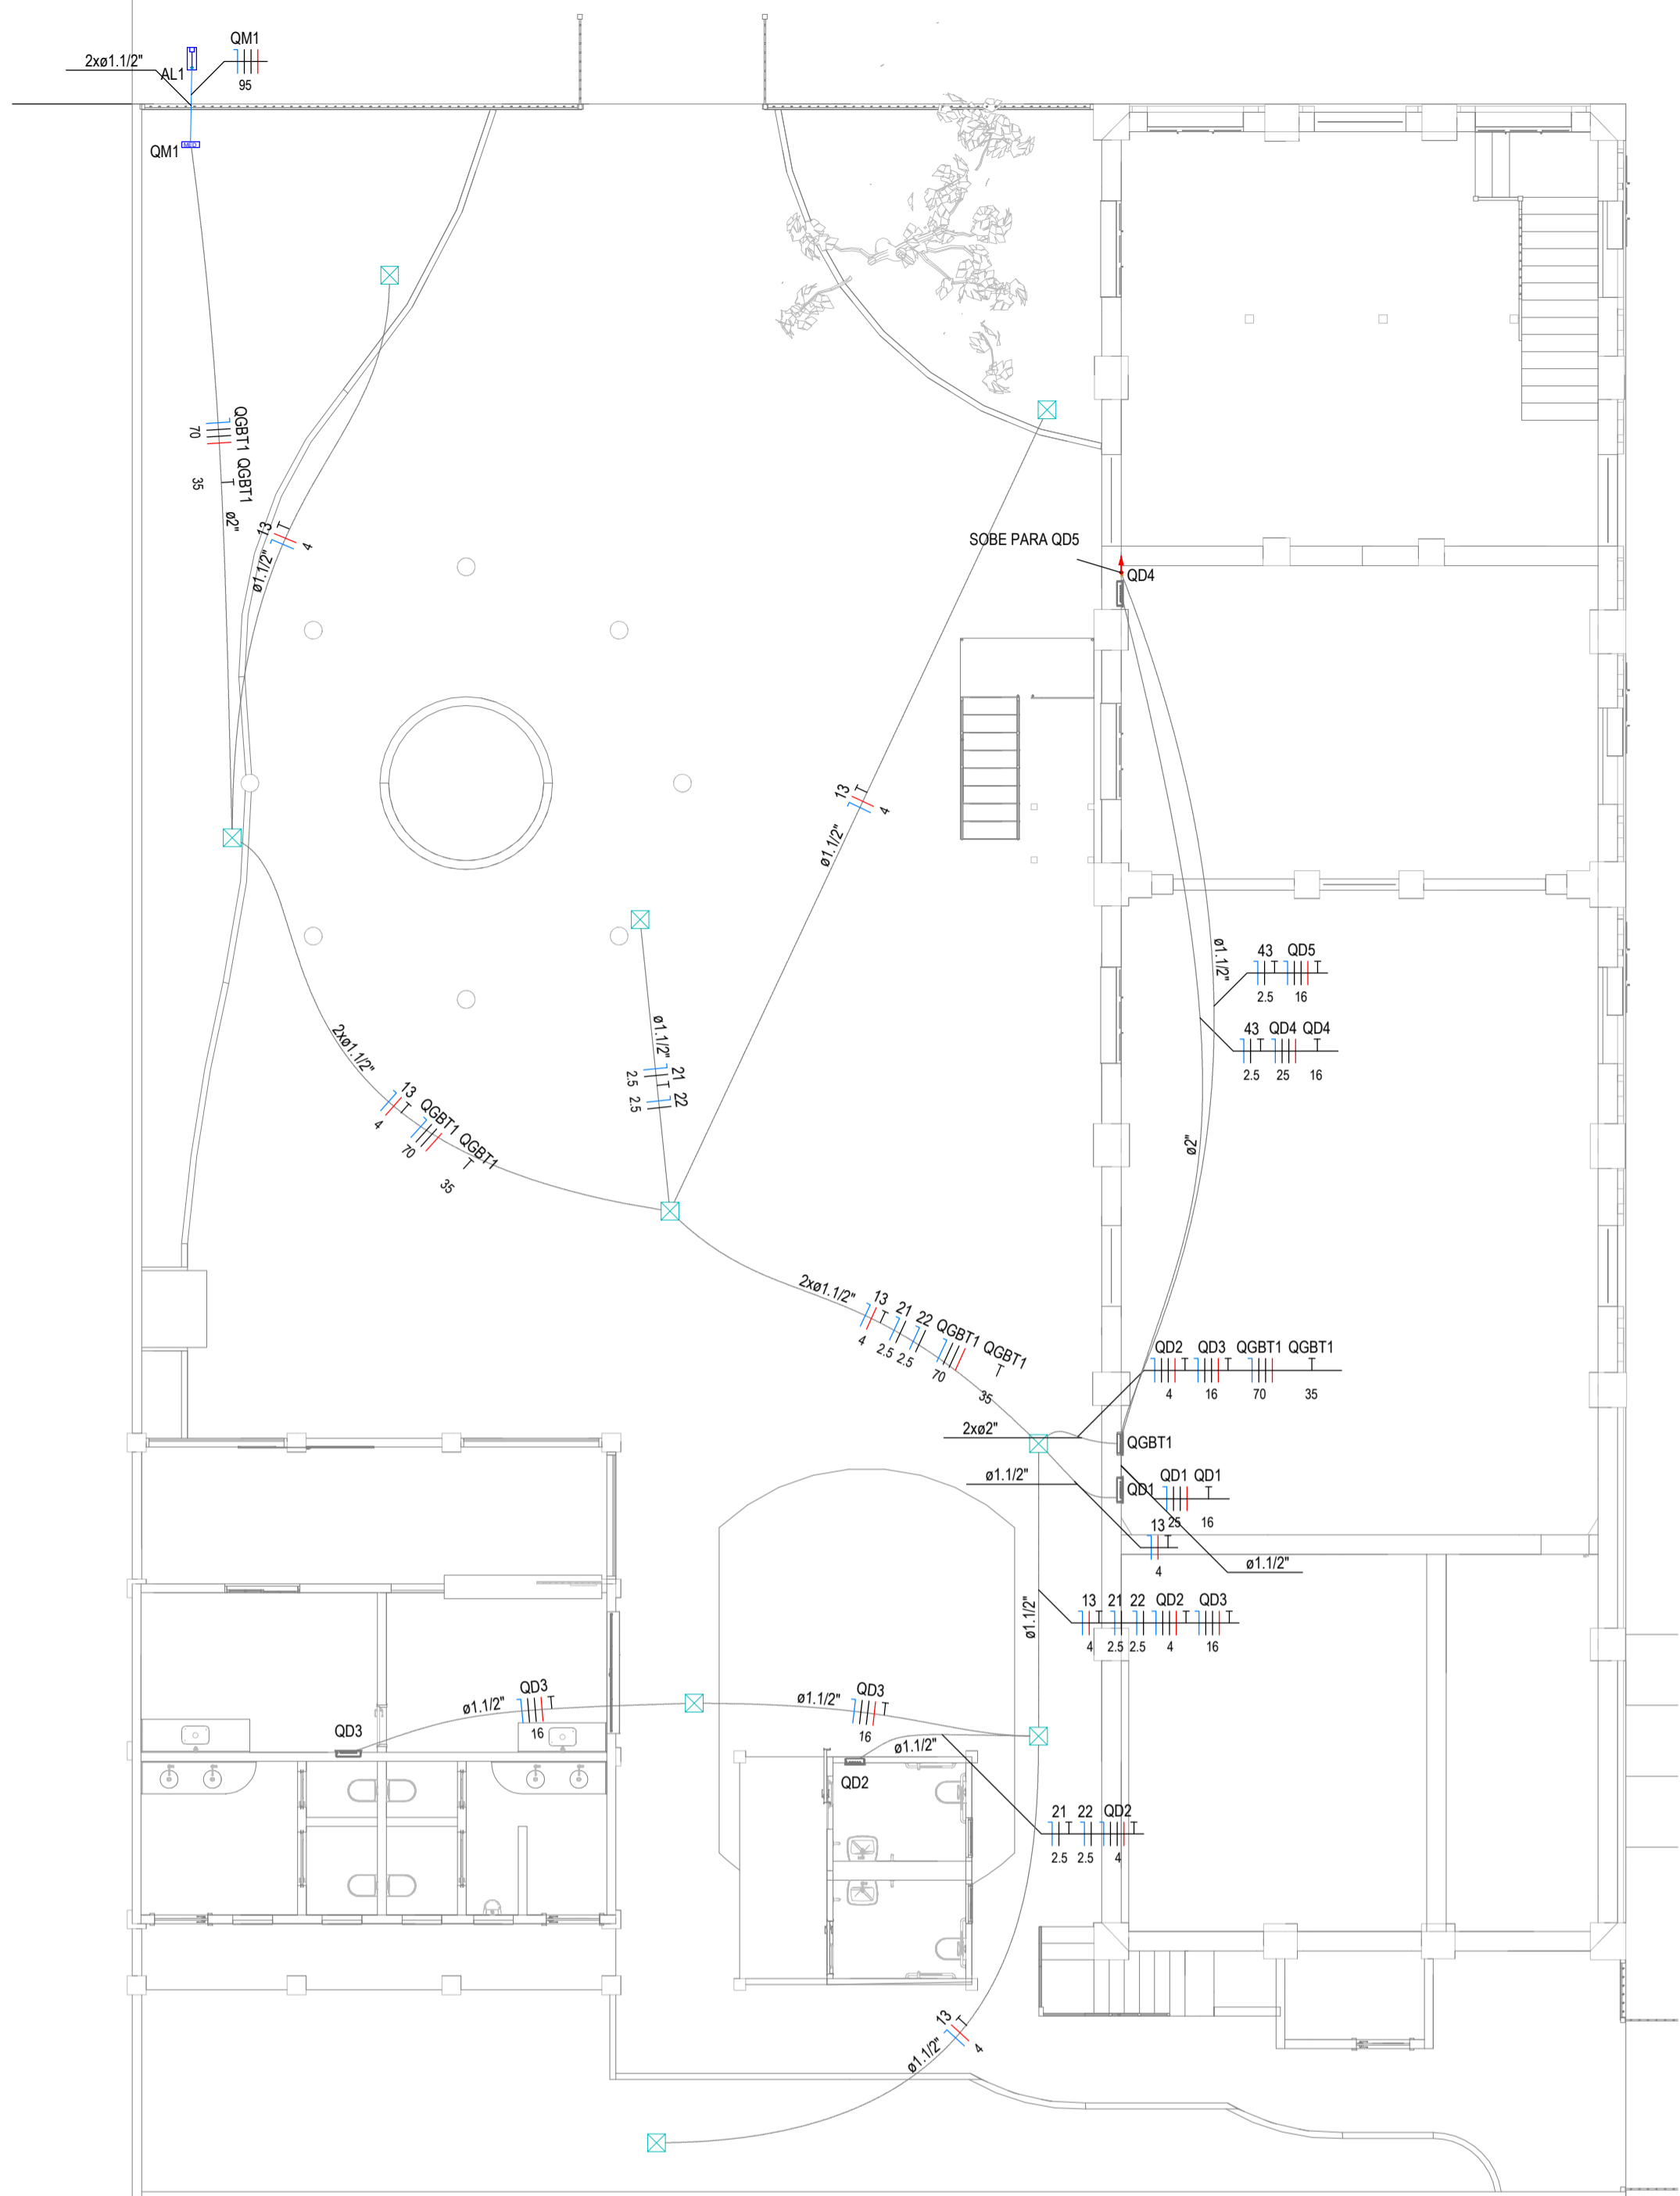 QM1
2xø1.1/2"
AL1
95
QM1
QGBT1 QGBT1
70
35
ø2"
13
4
ø1.1/2"
SOBE PARA QD5
QD4
13
4
ø1.1/2"
ø1.1/2"
43 QD5
2.5 16
43 QD4 QD4
2.5 25 16
ø2"
ø1.1/2"
21 22
2.5 2.5
2xø1.1/2"
13 QGBT1 QGBT1
4 70 35
2xø1.1/2"
13 21 22 QGBT1 QGBT1
4 2.5 2.5 70 35
QD2 QD3 QGBT1 QGBT1
4 16 70 35
2xø2"
QGBT1
ø1.1/2"
QD1
QD1 QD1
25 16
13
4
ø1.1/2"
ø1.1/2"
13 21 22 QD2 QD3
4 2.5 2.5 4 16
QD3
ø1.1/2"
16
QD3
ø1.1/2"
16
QD3
ø1.1/2"
QD2
21 22 QD2
2.5 2.5 4
13
4
ø1.1/2"